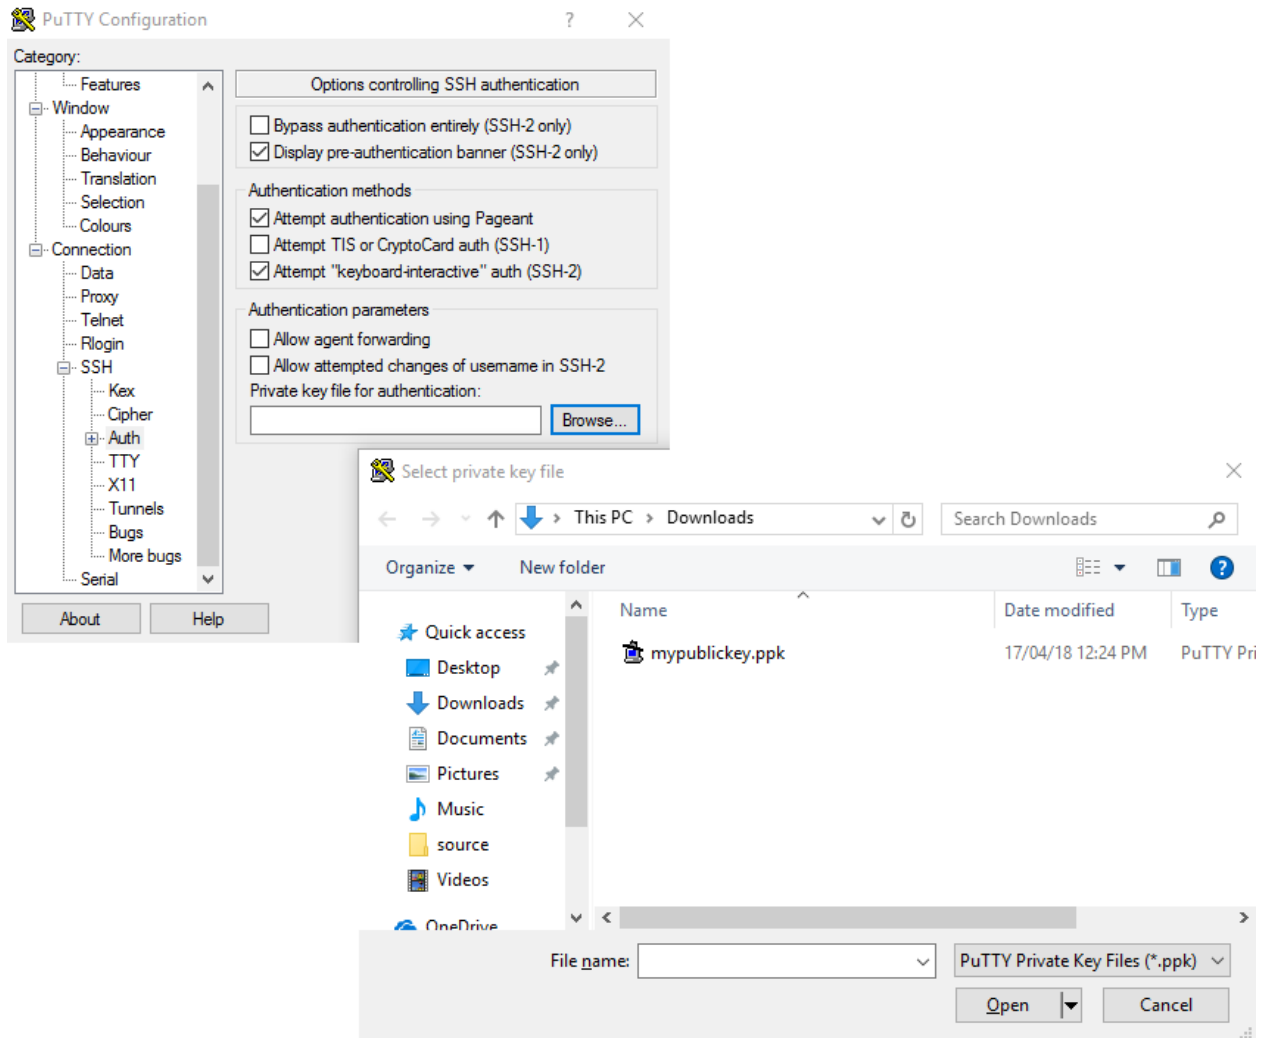 PuTTY Configuration
Category:
Features
Window
Appearance
Behaviour
Translation
Selection
Colours
Connection
Data
Proxy
Telnet
Rlogin
SSH
Kex
Cipher
Auth
TTY
X11
Tunnels
Bugs
More bugs
Serial
About
Help
Options controlling SSH authentication
Bypass authentication entirely (SSH-2 only)
Display pre-authentication banner (SSH-2 only)
Authentication methods
Attempt authentication using Pageant
Attempt TIS or CryptoCard auth (SSH-1)
Attempt "keyboard-interactive" auth (SSH-2)
Authentication parameters
Allow agent forwarding
Allow attempted changes of username in SSH-2
Private key file for authentication:
Browse...
Select private key file
This PC > Downloads
Search Downloads
Organize
New folder
Quick access
Desktop
Downloads
Documents
Pictures
Music
source
Videos
OneDrive
Name Date modified Type
mypublickey.ppk 17/04/18 12:24 PM PuTTY Pri
File name:
PuTTY Private Key Files (*.ppk)
Open
Cancel